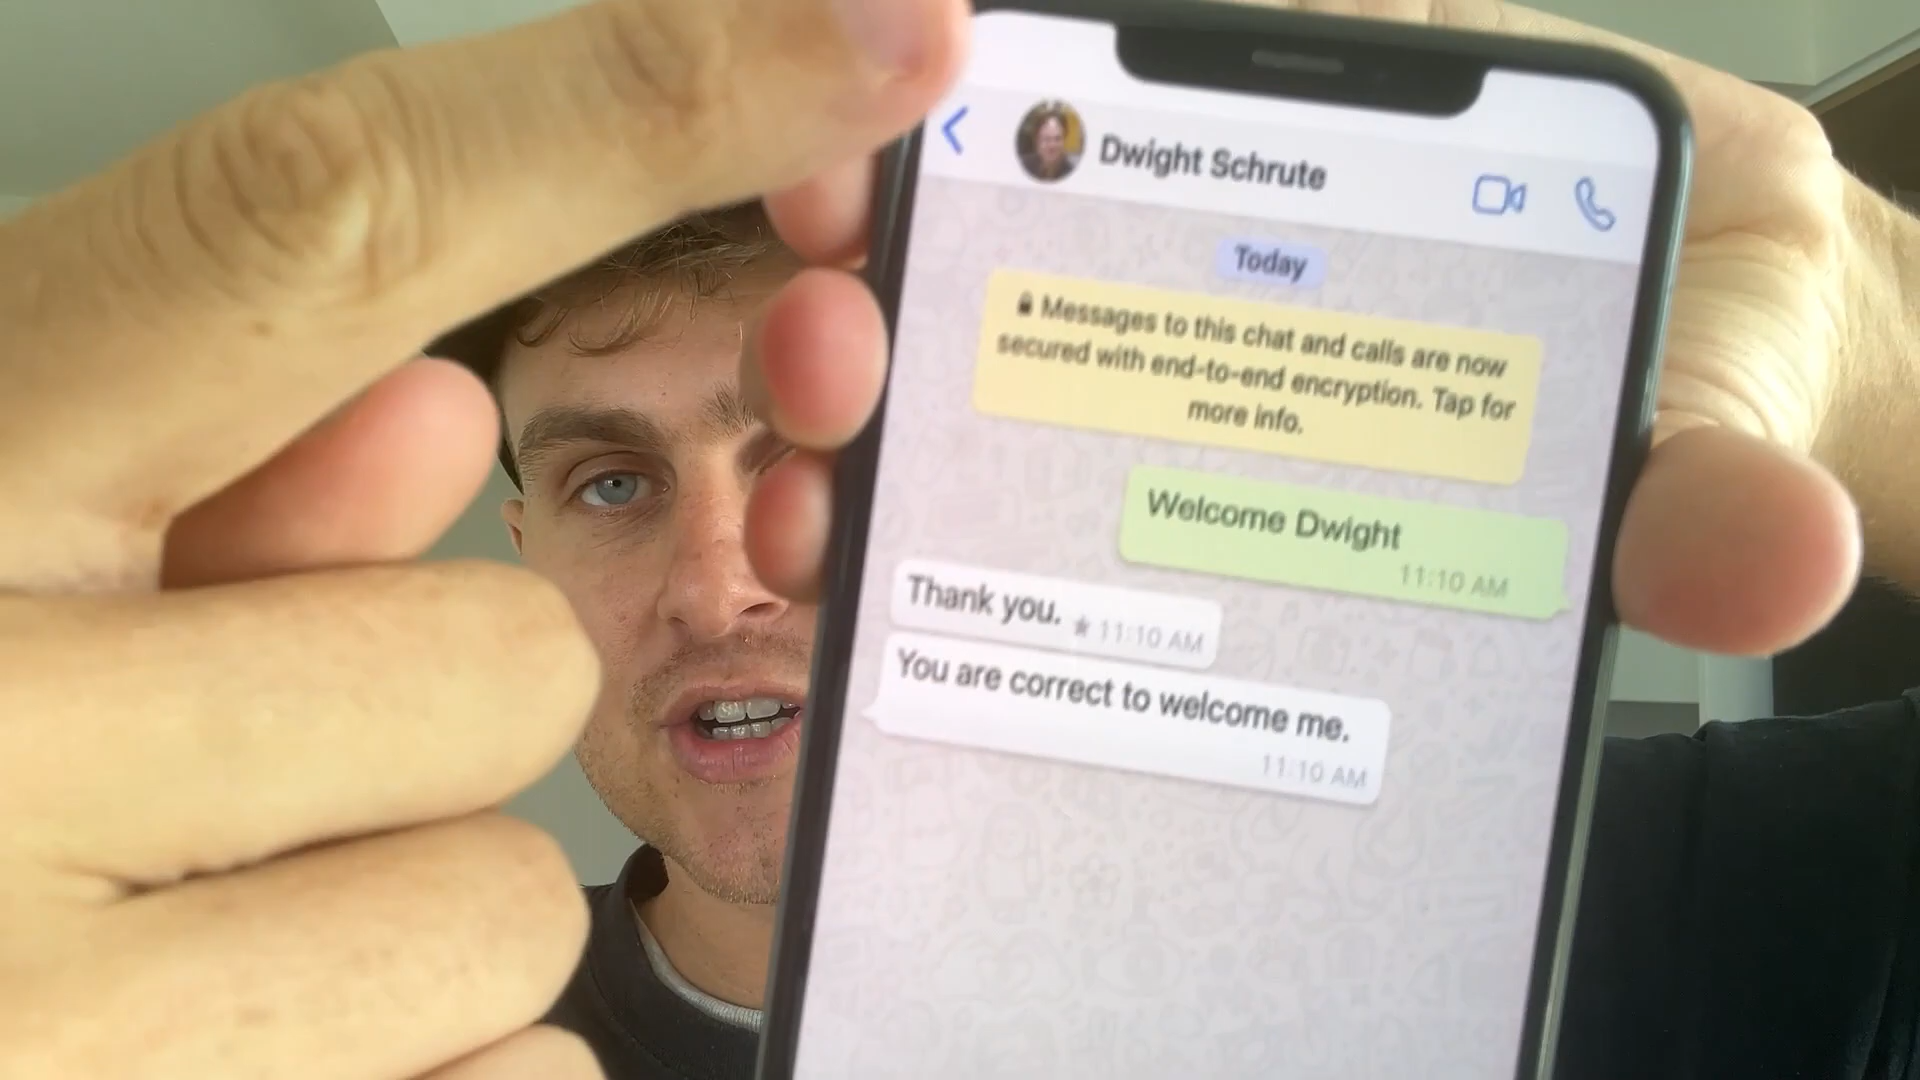 Dwight Schrute
Today
Messages to this chat and calls are now
secured with end-to-end encryption. Tap for
more info.
Welcome Dwight
11:10 AM
Thank you. ★ 11:10 AM
You are correct to welcome me.
11:10 AM